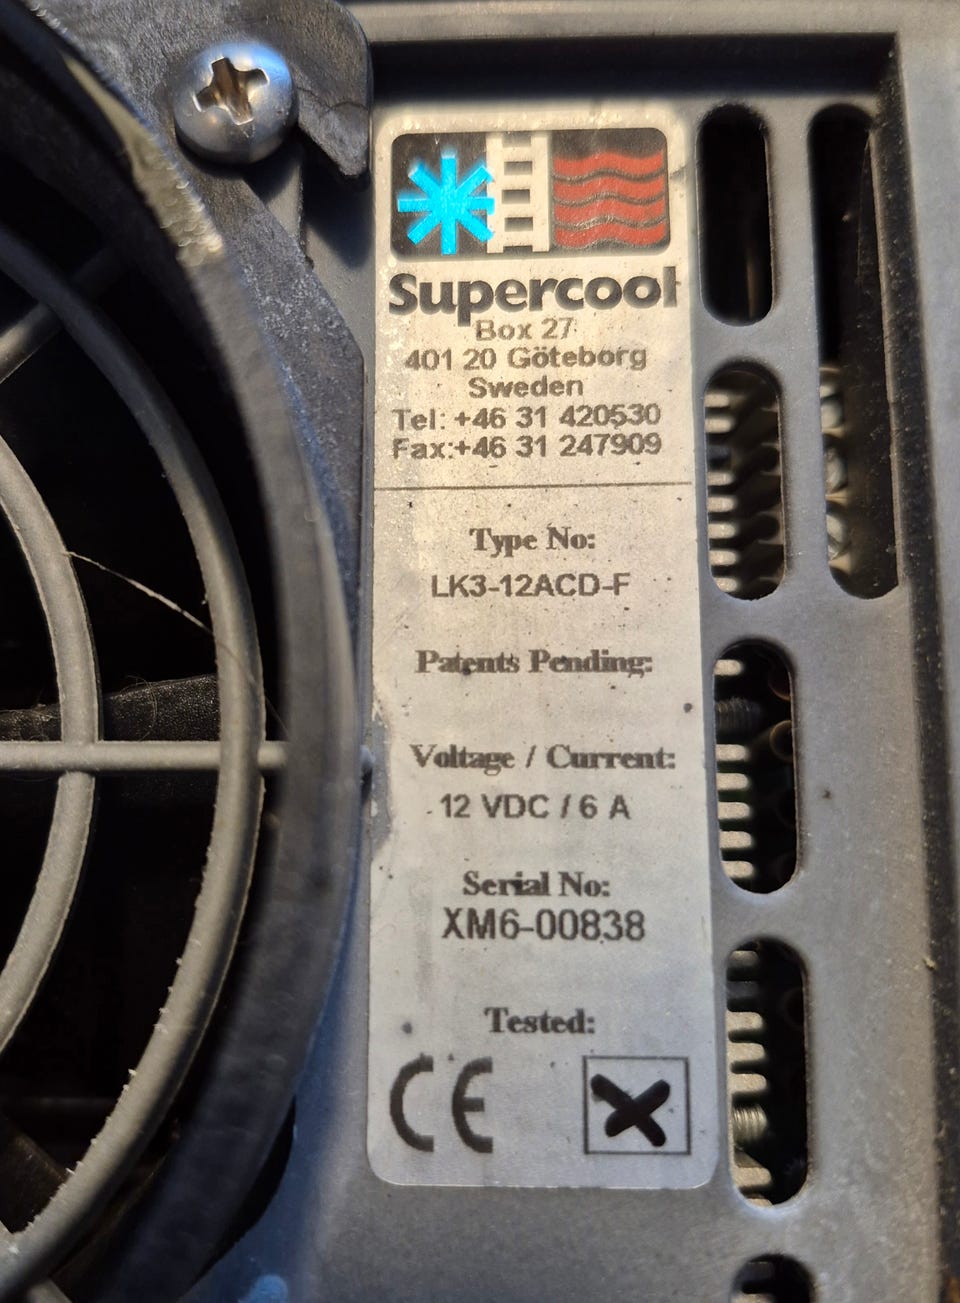 Supercool
Box 27
401 20 Göteborg
Sweden
Tel: +46 31 420530
Fax:+46 31 247909
Type No:
LK3-12ACD-F
Patents Pending:
Voltage / Current:
12 VDC / 6 A
Serial No:
XM6-00838
Tested:
CE